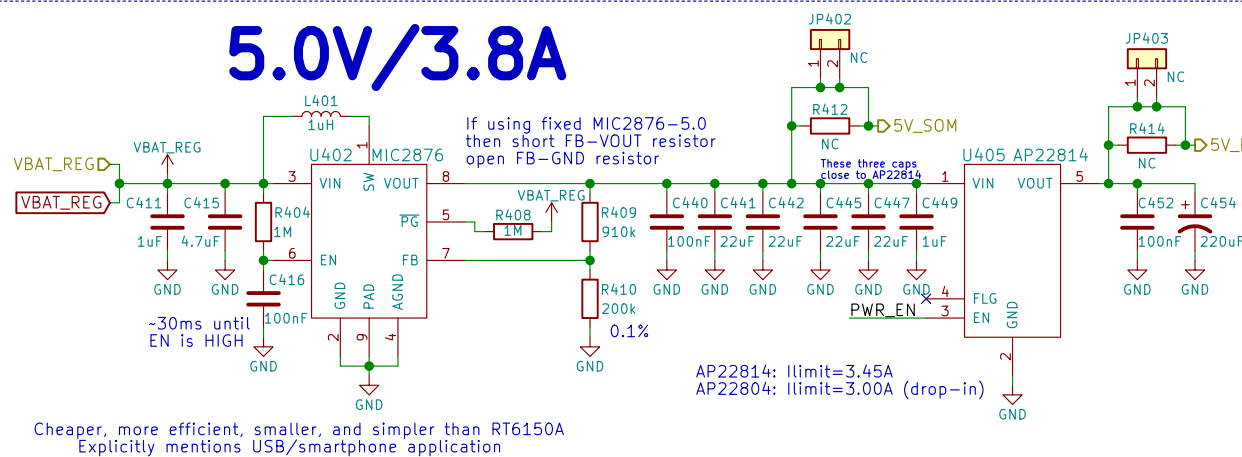 5.0V/3.8A
JP402
1
2
NC
R412
NC
5V_SOM
JP403
1
2
NC
R414
NC
L401
1uH
If using fixed MIC2876-5.0
then short FB-VOUT resistor
open FB-GND resistor
These three caps
close to AP22814
VBAT_REG
VBAT_REG
VBAT_REG
C411
1uF
GND
C415
4.7uF
GND
R404
1M
C416
100nF
GND
~30ms until
EN is HIGH
U402 MIC2876
3 VIN
1 SW
VOUT 8
PG 5
6 EN
FB 7
GND 2
PAD 9
AGND 4
GND
R408
1M
VBAT_REG
R409
910k
R410
200k
0.1%
GND
C440
100nF
GND
C441
22uF
GND
C442
22uF
GND
C445
22uF
GND
C447
22uF
GND
C449
1uF
GND
U405 AP22814
1 VIN
VOUT 5
4 FLG
3 EN
GND 2
GND
PWR_EN
C452
100nF
GND
C454
+
220uF
GND
AP22814: Ilimit=3.45A
AP22804: Ilimit=3.00A (drop-in)
Cheaper, more efficient, smaller, and simpler than RT6150A
Explicitly mentions USB/smartphone application